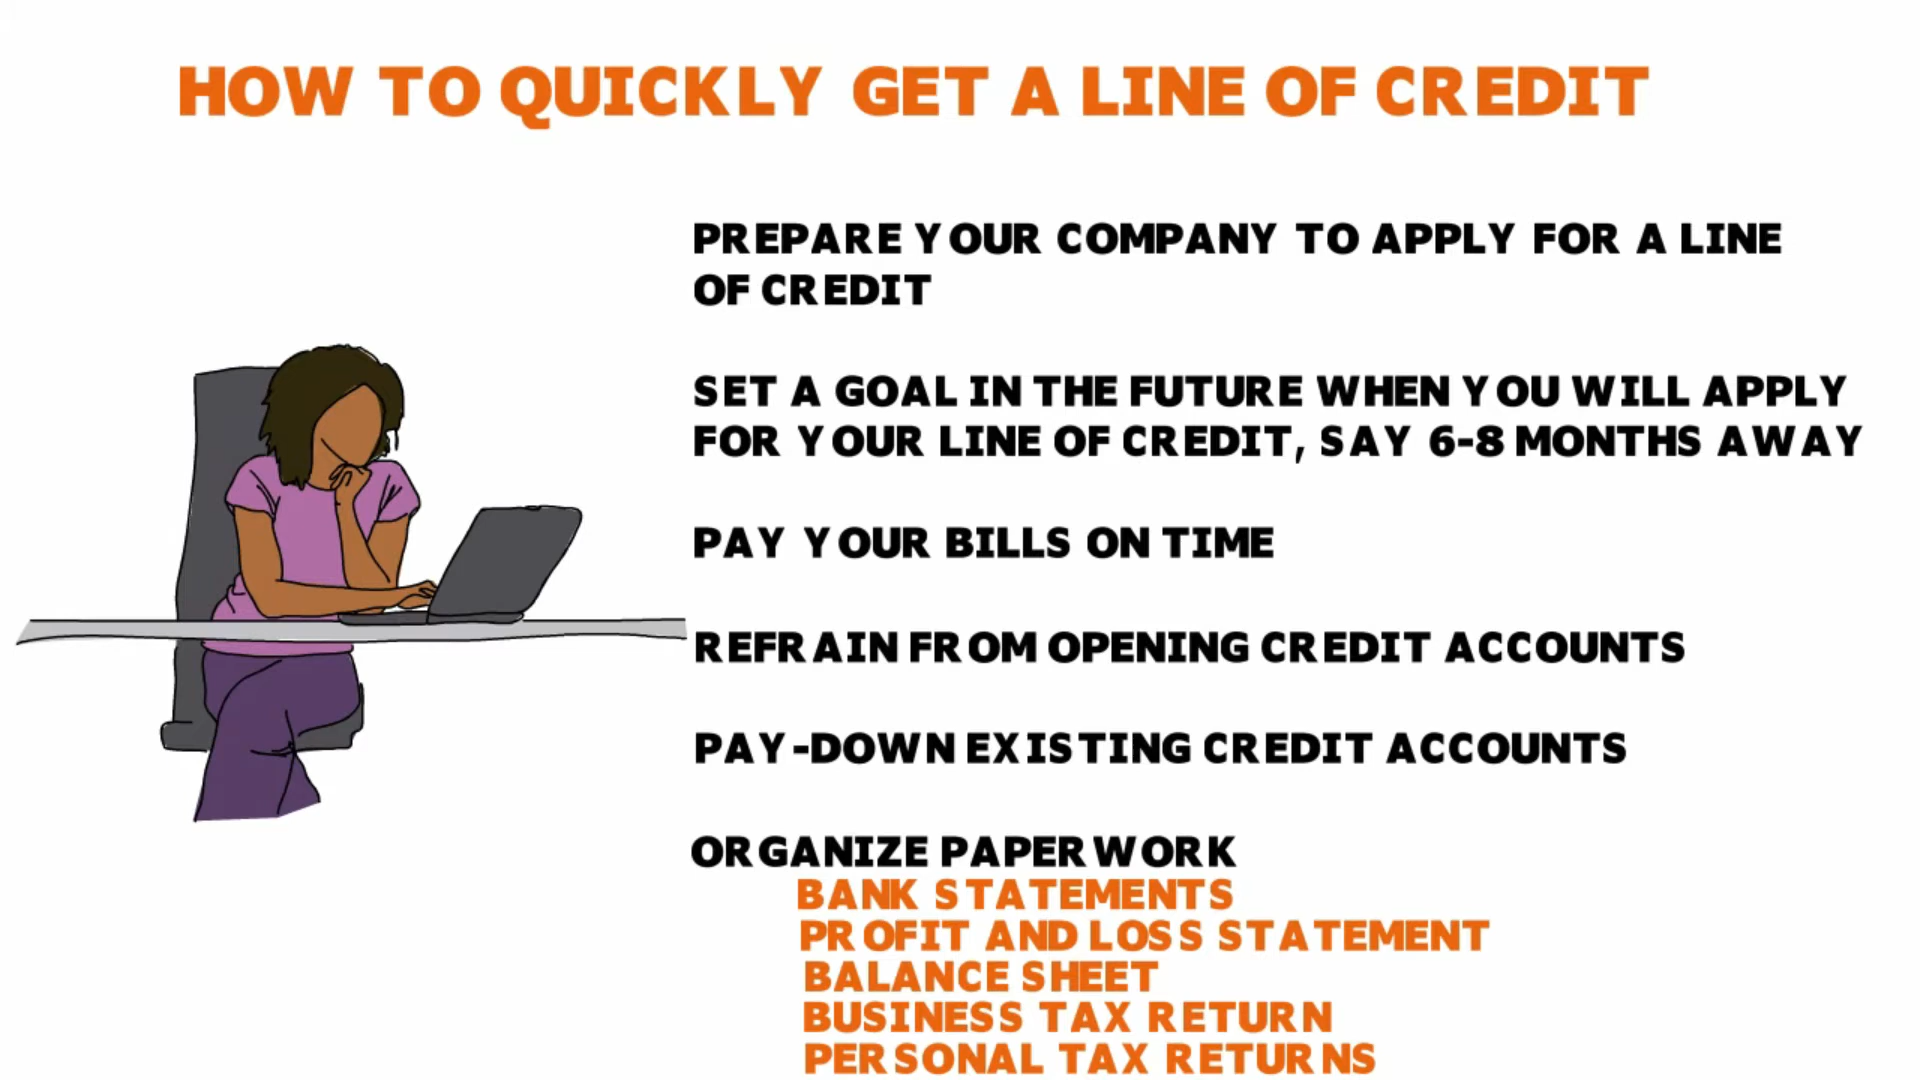 HOW TO QUICKLY GET A LINE OF CREDIT
PREPARE YOUR COMPANY TO APPLY FOR A LINE
OF CREDIT
SET A GOAL IN THE FUTURE WHEN YOU WILL APPLY
FOR YOUR LINE OF CREDIT, SAY 6-8 MONTHS AWAY
PAY YOUR BILLS ON TIME
REFRAIN FROM OPENING CREDIT ACCOUNTS
PAY-DOWN EXISTING CREDIT ACCOUNTS
ORGANIZE PAPERWORK
BANK STATEMENTS
PROFIT AND LOSS STATEMENT
BALANCE SHEET
BUSINESS TAX RETURN
PERSONAL TAX RETURNS